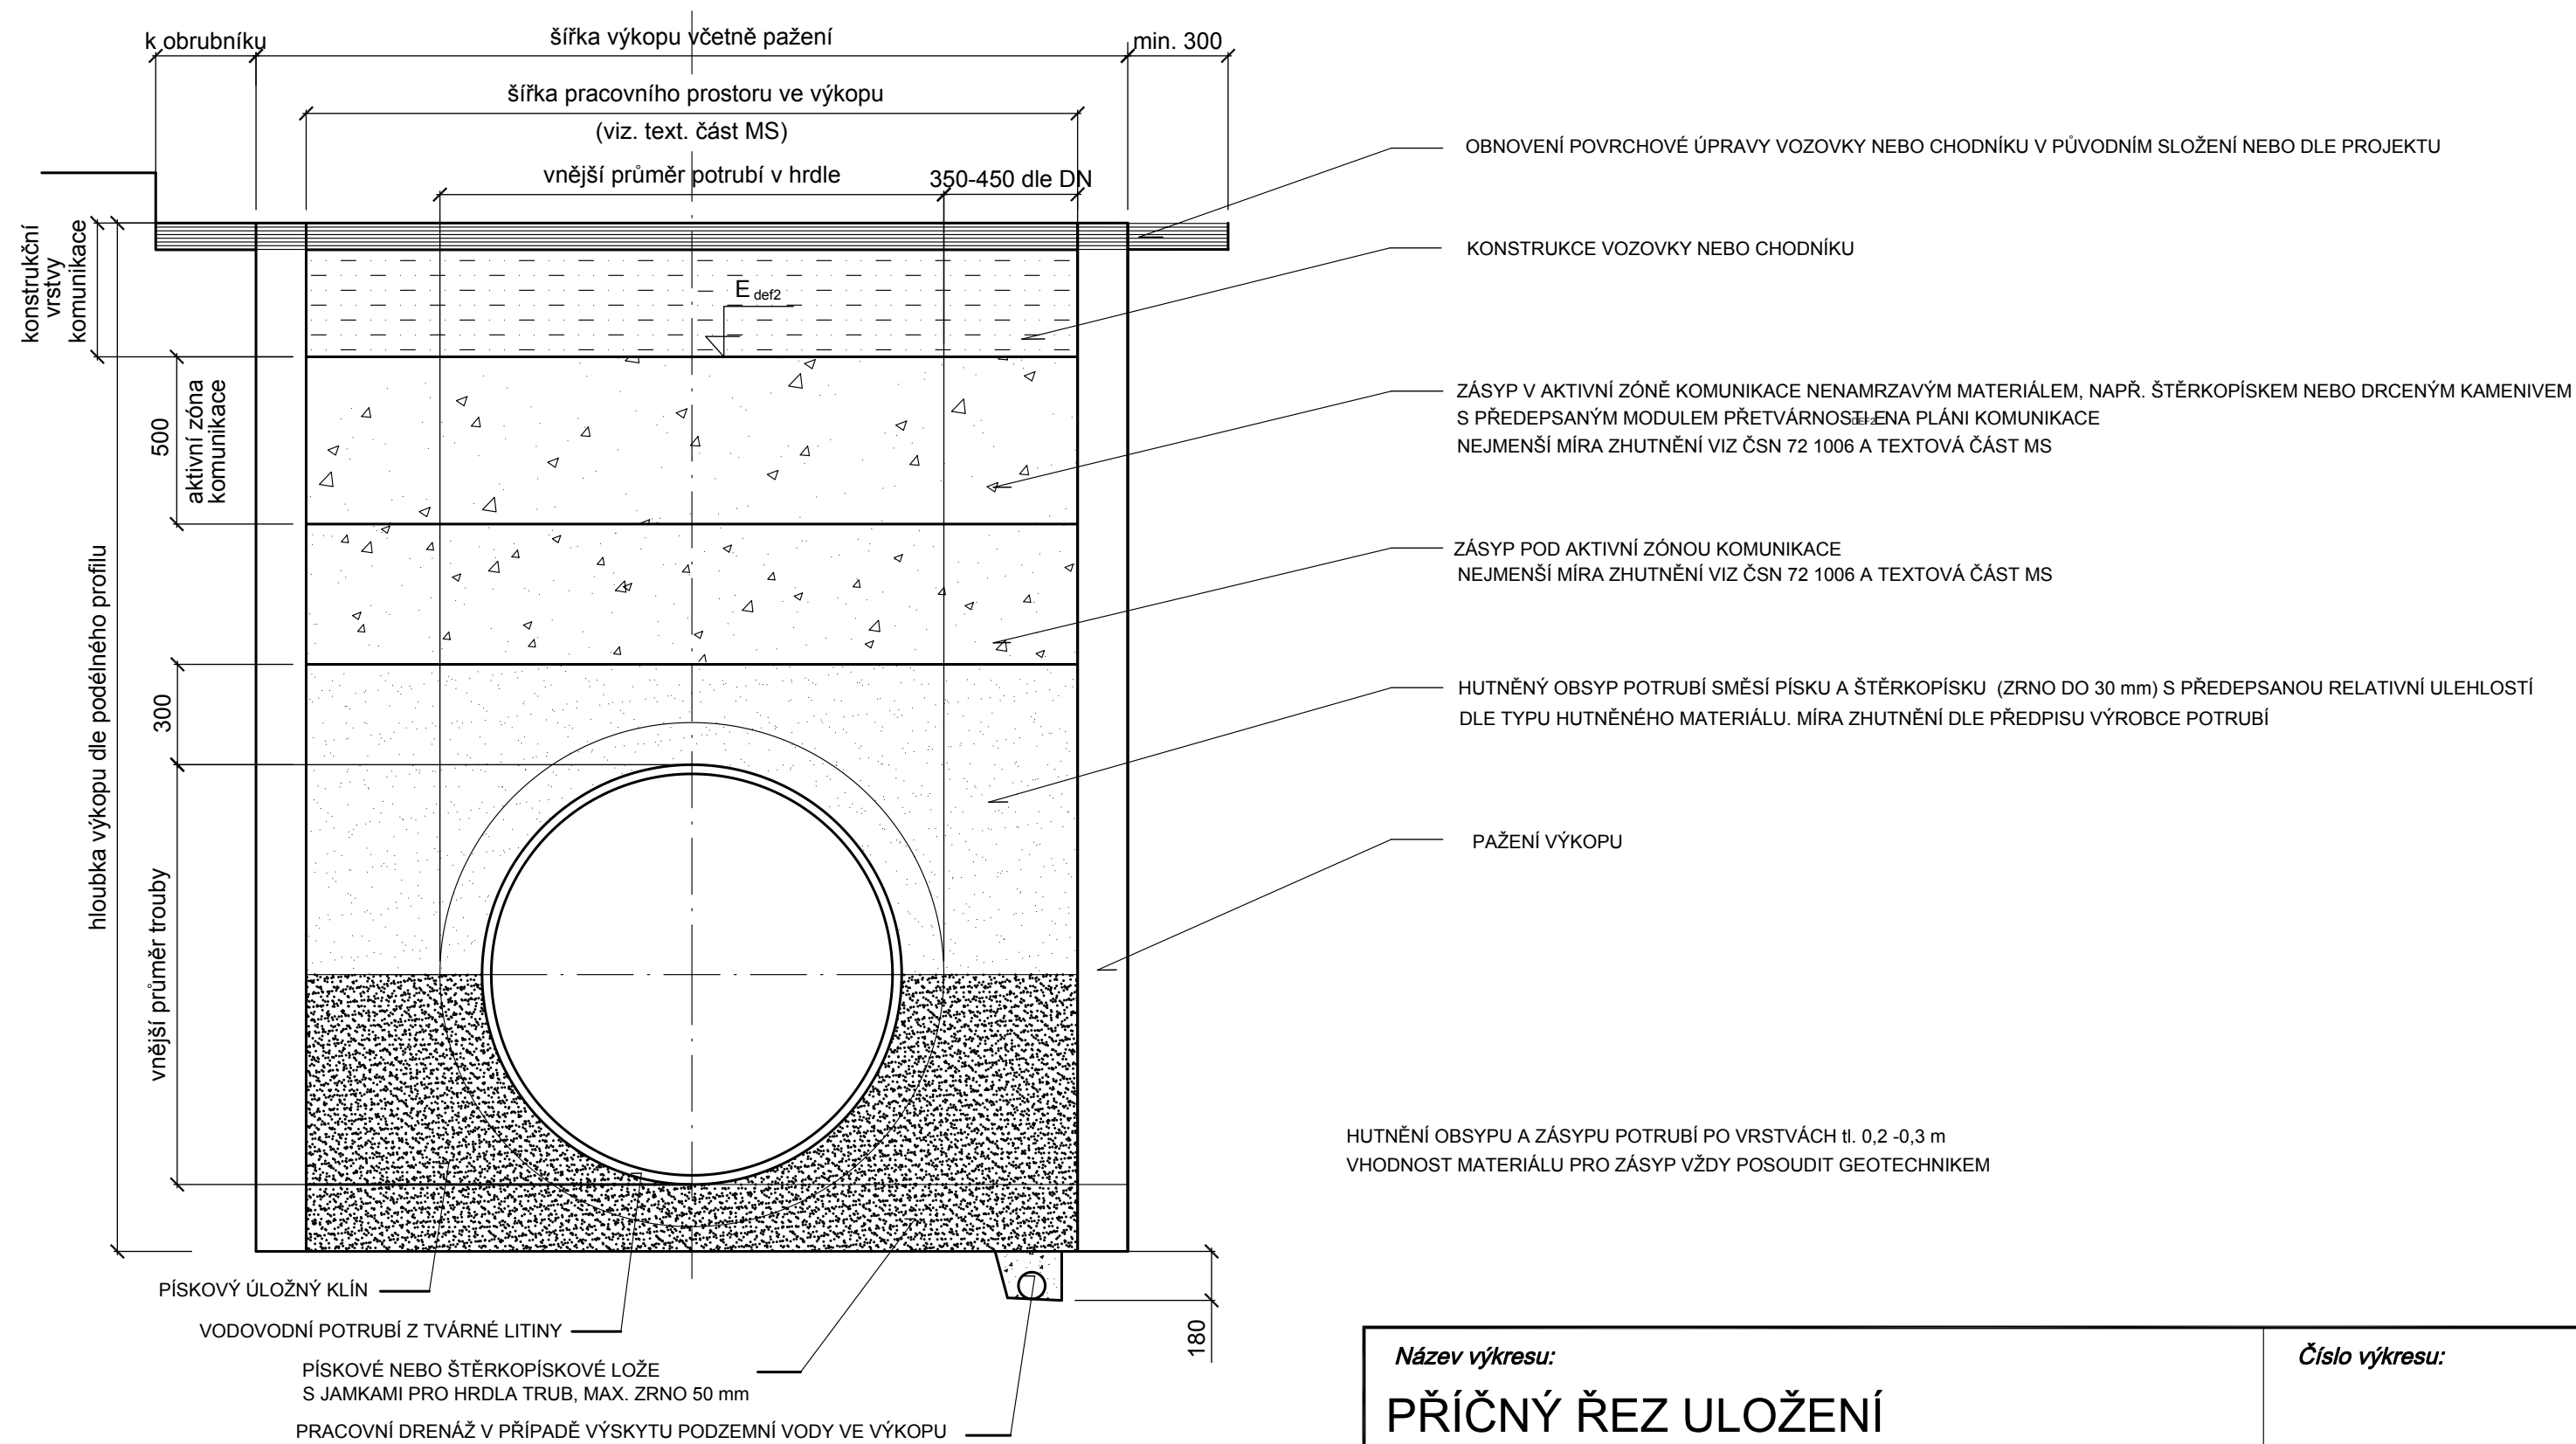 k obrubníku
šířka výkopu včetně pažení
min. 300
šířka pracovního prostoru ve výkopu
(viz. text. část MS)
vnější průměr potrubí v hrdle
350-450 dle DN
konstrukční
vrstvy
komunikace
E def2
500
aktivní zóna
komunikace
hloubka výkopu dle podélného profilu
300
vnější průměr trouby
OBNOVENÍ POVRCHOVÉ ÚPRAVY VOZOVKY NEBO CHODNÍKU V PŮVODNÍM SLOŽENÍ NEBO DLE PROJEKTU
KONSTRUKCE VOZOVKY NEBO CHODNÍKU
ZÁSYP V AKTIVNÍ ZÓNĚ KOMUNIKACE NENAMRZAVÝM MATERIÁLEM, NAPŘ. ŠTĚRKOPÍSKEM NEBO DRCENÝM KAMENIVEM
S PŘEDEPSANÝM MODULEM PŘETVÁRNOSTI E DEF2 NA PLÁNI KOMUNIKACE
NEJMENŠÍ MÍRA ZHUTNĚNÍ VIZ ČSN 72 1006 A TEXTOVÁ ČÁST MS
ZÁSYP POD AKTIVNÍ ZÓNOU KOMUNIKACE
NEJMENŠÍ MÍRA ZHUTNĚNÍ VIZ ČSN 72 1006 A TEXTOVÁ ČÁST MS
HUTNĚNÝ OBSYP POTRUBÍ SMĚSÍ PÍSKU A ŠTĚRKOPÍSKU (ZRNO DO 30 mm) S PŘEDEPSANOU RELATIVNÍ ULEHLOSTÍ
DLE TYPU HUTNĚNÉHO MATERIÁLU. MÍRA ZHUTNĚNÍ DLE PŘEDPISU VÝROBCE POTRUBÍ
PAŽENÍ VÝKOPU
HUTNĚNÍ OBSYPU A ZÁSYPU POTRUBÍ PO VRSTVÁCH tl. 0,2 -0,3 m
VHODNOST MATERIÁLU PRO ZÁSYP VŽDY POSOUDIT GEOTECHNIKEM
PÍSKOVÝ ÚLOŽNÝ KLÍN
VODOVODNÍ POTRUBÍ Z TVÁRNÉ LITINY
PÍSKOVÉ NEBO ŠTĚRKOPÍSKOVÉ LOŽE
S JAMKAMI PRO HRDLA TRUB, MAX. ZRNO 50 mm
PRACOVNÍ DRENÁŽ V PŘÍPADĚ VÝSKYTU PODZEMNÍ VODY VE VÝKOPU
180
Název výkresu:
Číslo výkresu:
PŘÍČNÝ ŘEZ ULOŽENÍ